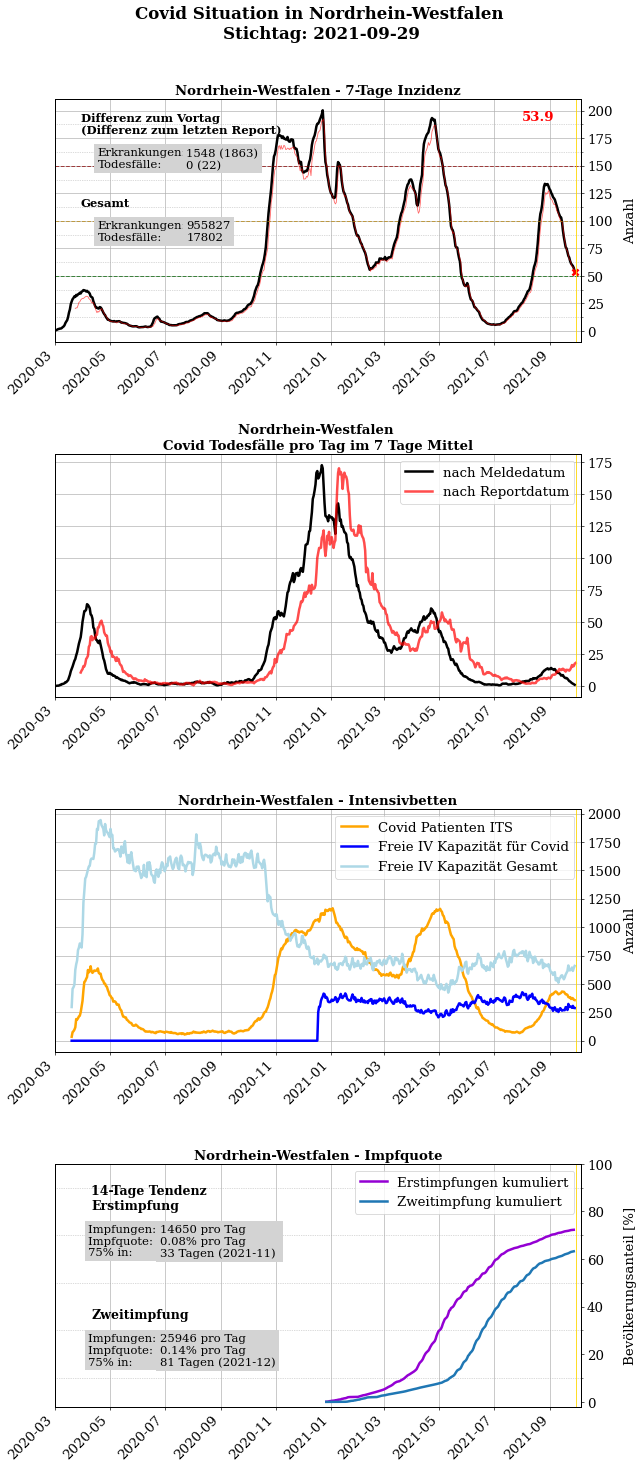 Covid Situation in Nordrhein-Westfalen
Stichtag: 2021-09-29
Nordrhein-Westfalen - 7-Tage Inzidenz
Differenz zum Vortag
(Differenz zum letzten Report)
Erkrankungen 1548 (1863)
Todesfälle: 0 (22)
Gesamt
Erkrankungen 955827
Todesfälle: 17802
53.9
200
175
150
125
100
75
50
25
0
Anzahl
2020-03
2020-05
2020-07
2020-09
2020-11
2021-01
2021-03
2021-05
2021-07
2021-09
Nordrhein-Westfalen
Covid Todesfälle pro Tag im 7 Tage Mittel
nach Meldedatum
nach Reportdatum
175
150
125
100
75
50
25
0
2020-03
2020-05
2020-07
2020-09
2020-11
2021-01
2021-03
2021-05
2021-07
2021-09
Nordrhein-Westfalen - Intensivbetten
Covid Patienten ITS
Freie IV Kapazität für Covid
Freie IV Kapazität Gesamt
2000
1750
1500
1250
1000
750
500
250
0
Anzahl
2020-03
2020-05
2020-07
2020-09
2020-11
2021-01
2021-03
2021-05
2021-07
2021-09
Nordrhein-Westfalen - Impfquote
14-Tage Tendenz
Erstimpfung
Impfungen: 14650 pro Tag
Impfquote: 0.08% pro Tag
75% in: 33 Tagen (2021-11)
Zweitimpfung
Impfungen: 25946 pro Tag
Impfquote: 0.14% pro Tag
75% in: 81 Tagen (2021-12)
Erstimpfungen kumuliert
Zweitimpfung kumuliert
100
80
60
40
20
0
Bevölkerungsanteil [%]
2020-03
2020-05
2020-07
2020-09
2020-11
2021-01
2021-03
2021-05
2021-07
2021-09